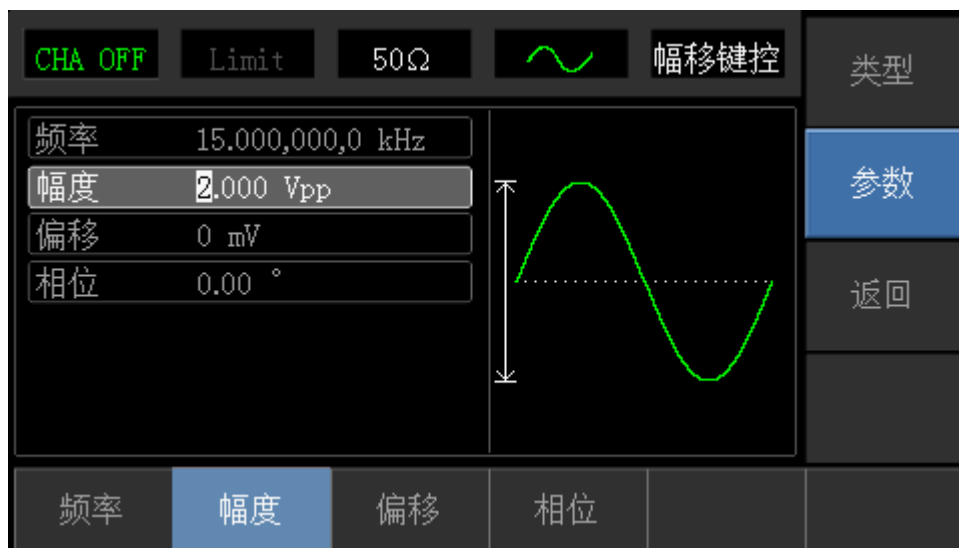 CHA OFF Limit 50Ω 幅移键控
类型
频率 15.000,000,0 kHz
幅度 2.000 Vpp
参数
偏移 0 mV
相位 0.00 °
返回
频率 幅度 偏移 相位